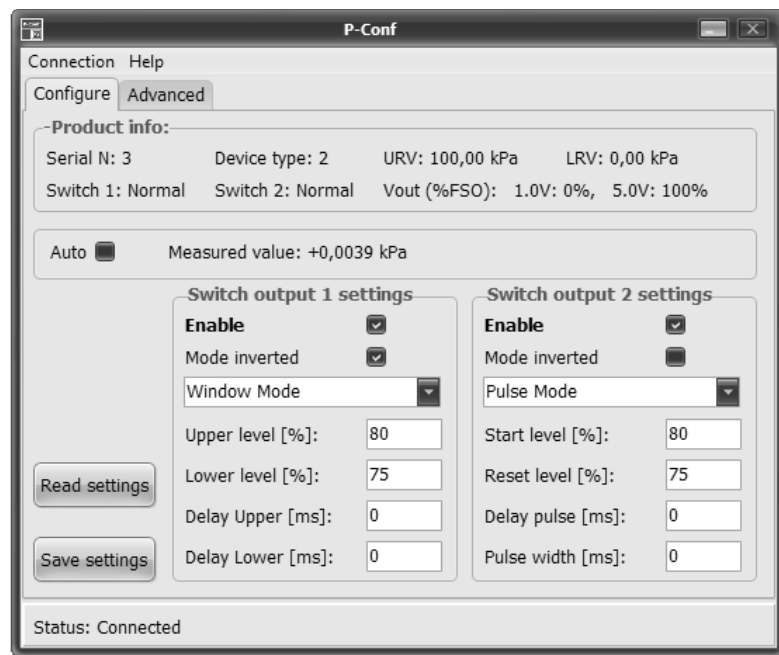 P-Conf
Connection Help
Configure Advanced
Product info:
Serial N: 3 Device type: 2 URV: 100,00 kPa LRV: 0,00 kPa
Switch 1: Normal Switch 2: Normal Vout (%FSO): 1.0V: 0%, 5.0V: 100%
Auto Measured value: +0,0039 kPa
Switch output 1 settings
Enable
Mode inverted
Window Mode
Upper level [%]: 80
Lower level [%]: 75
Delay Upper [ms]: 0
Delay Lower [ms]: 0
Switch output 2 settings
Enable
Mode inverted
Pulse Mode
Start level [%]: 80
Reset level [%]: 75
Delay pulse [ms]: 0
Pulse width [ms]: 0
Read settings
Save settings
Status: Connected